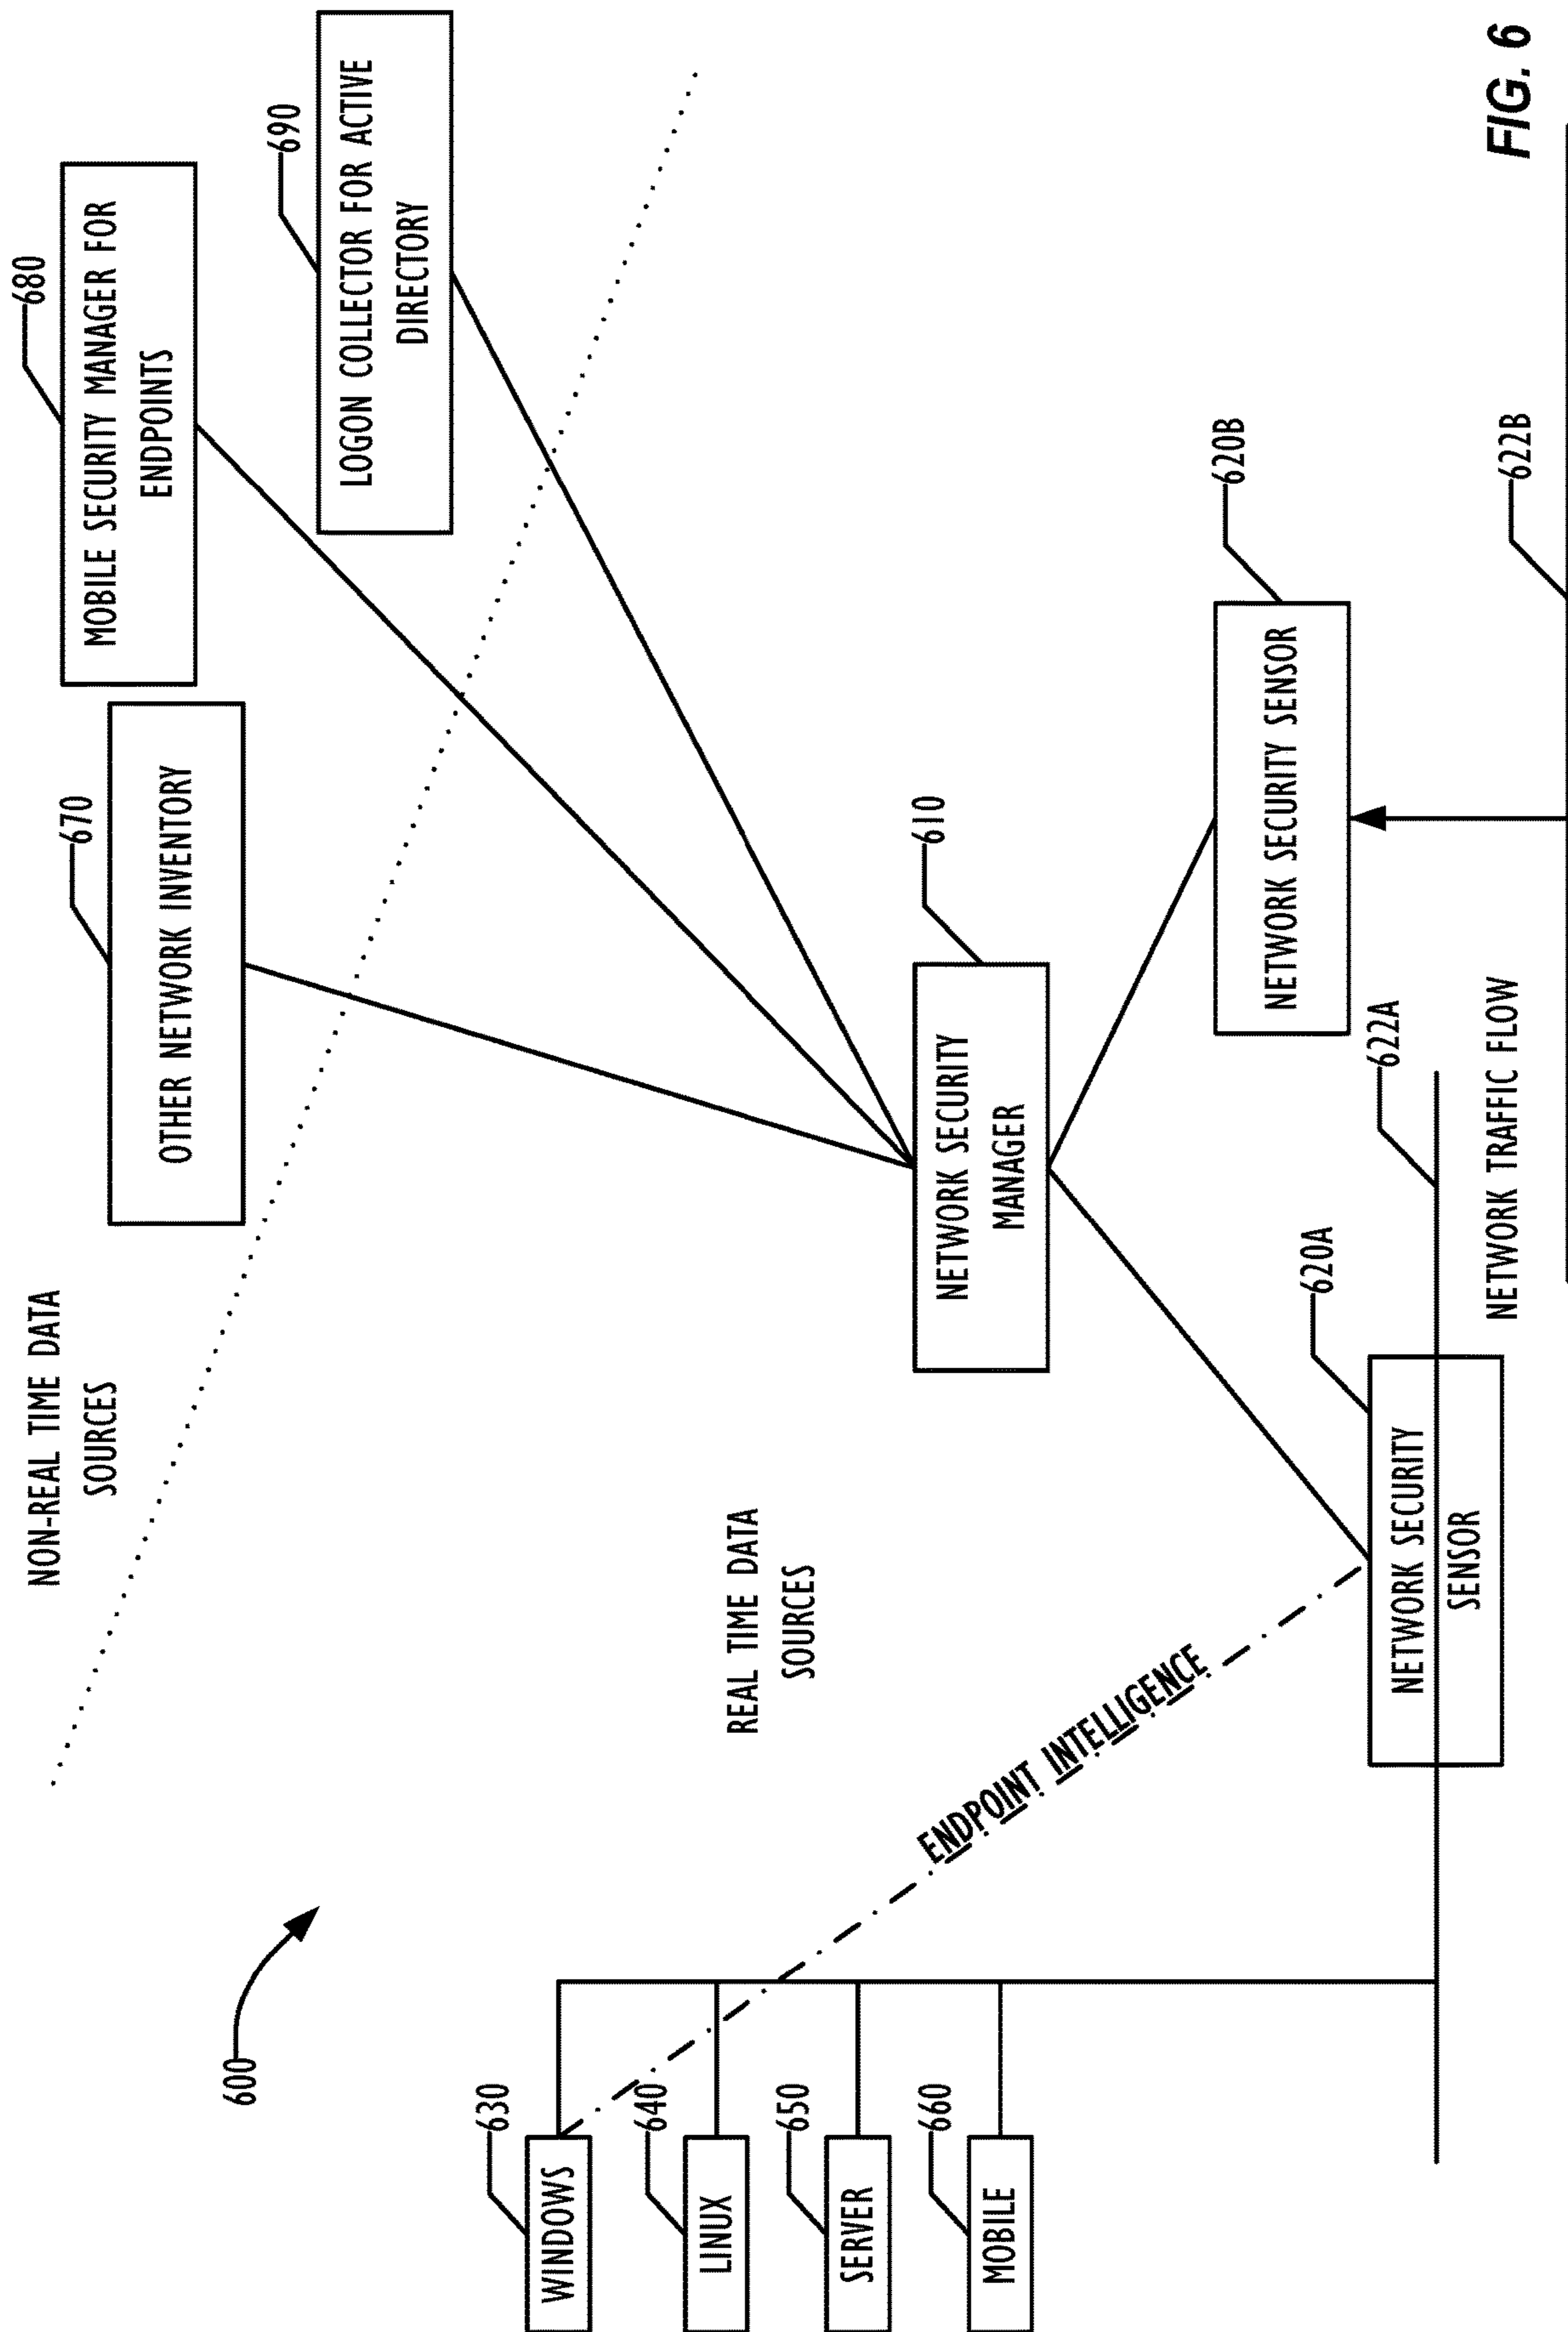 NON-REAL TIME DATA
SOURCES
670
OTHER NETWORK INVENTORY
680
MOBILE SECURITY MANAGER FOR
ENDPOINTS
690
LOGON COLLECTOR FOR ACTIVE
DIRECTORY
600
REAL TIME DATA
SOURCES
630
WINDOWS
640
LINUX
650
SERVER
660
MOBILE
ENDPOINT INTELLIGENCE
610
NETWORK SECURITY
MANAGER
620A
NETWORK SECURITY
SENSOR
620B
NETWORK SECURITY SENSOR
622A
NETWORK TRAFFIC FLOW
622B
FIG. 6